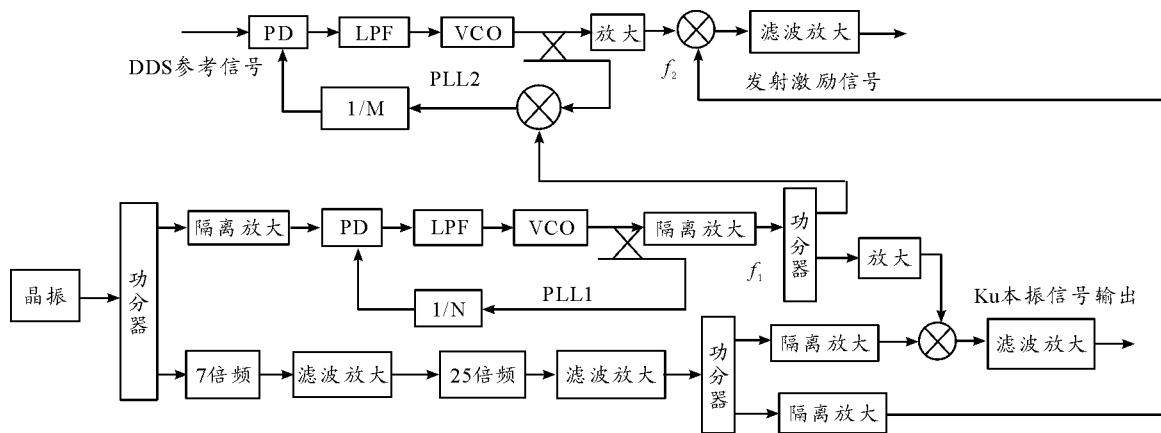 PD
LPF
VCO
放大
滤波放大
DDS参考信号
f₂
发射激励信号
PLL2
1/M
隔离放大
PD
LPF
VCO
隔离放大
功分器
f₁
放大
晶振
功分器
1/N
PLL1
Ku本振信号输出
7倍频
滤波放大
25倍频
滤波放大
功分器
隔离放大
滤波放大
隔离放大